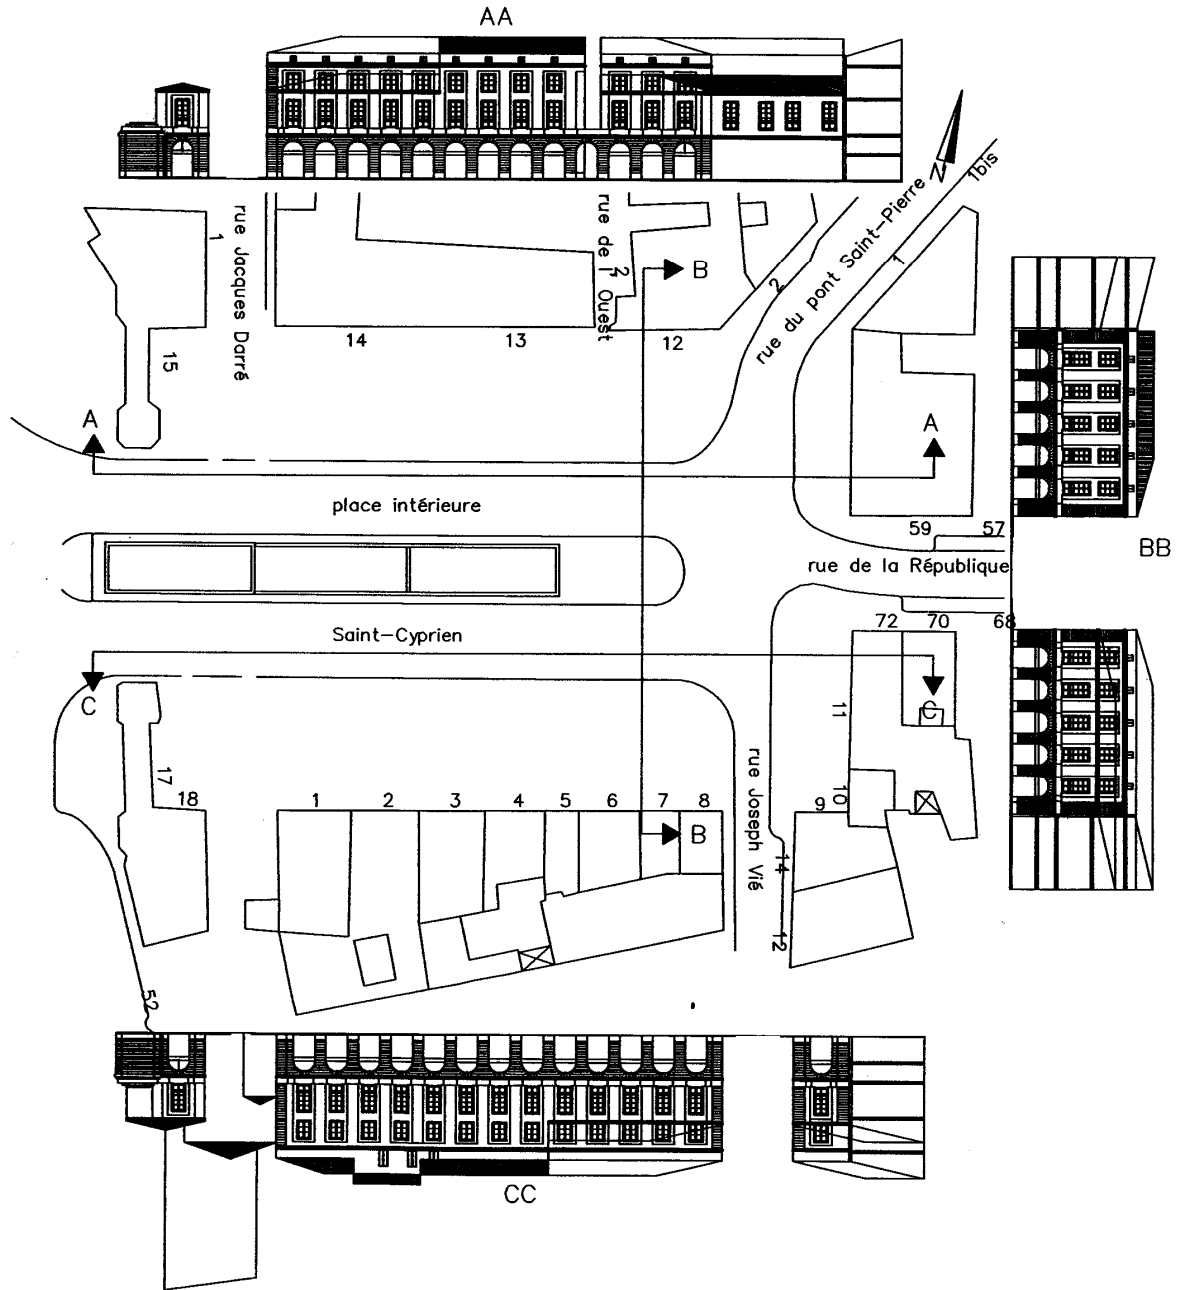 AA
N
1bis
rue Jacques Darré
1
rue de l' Ouest
2
B
2
rue du pont Saint-Pierre
1
14
13
12
15
A
A
place intérieure
59
57
BB
rue de la République
Saint-Cyprien
72
70
68
C
C
11
17
18
1
2
3
4
5
6
7
8
B
rue Joseph Vié
9
10
14
12
52
CC